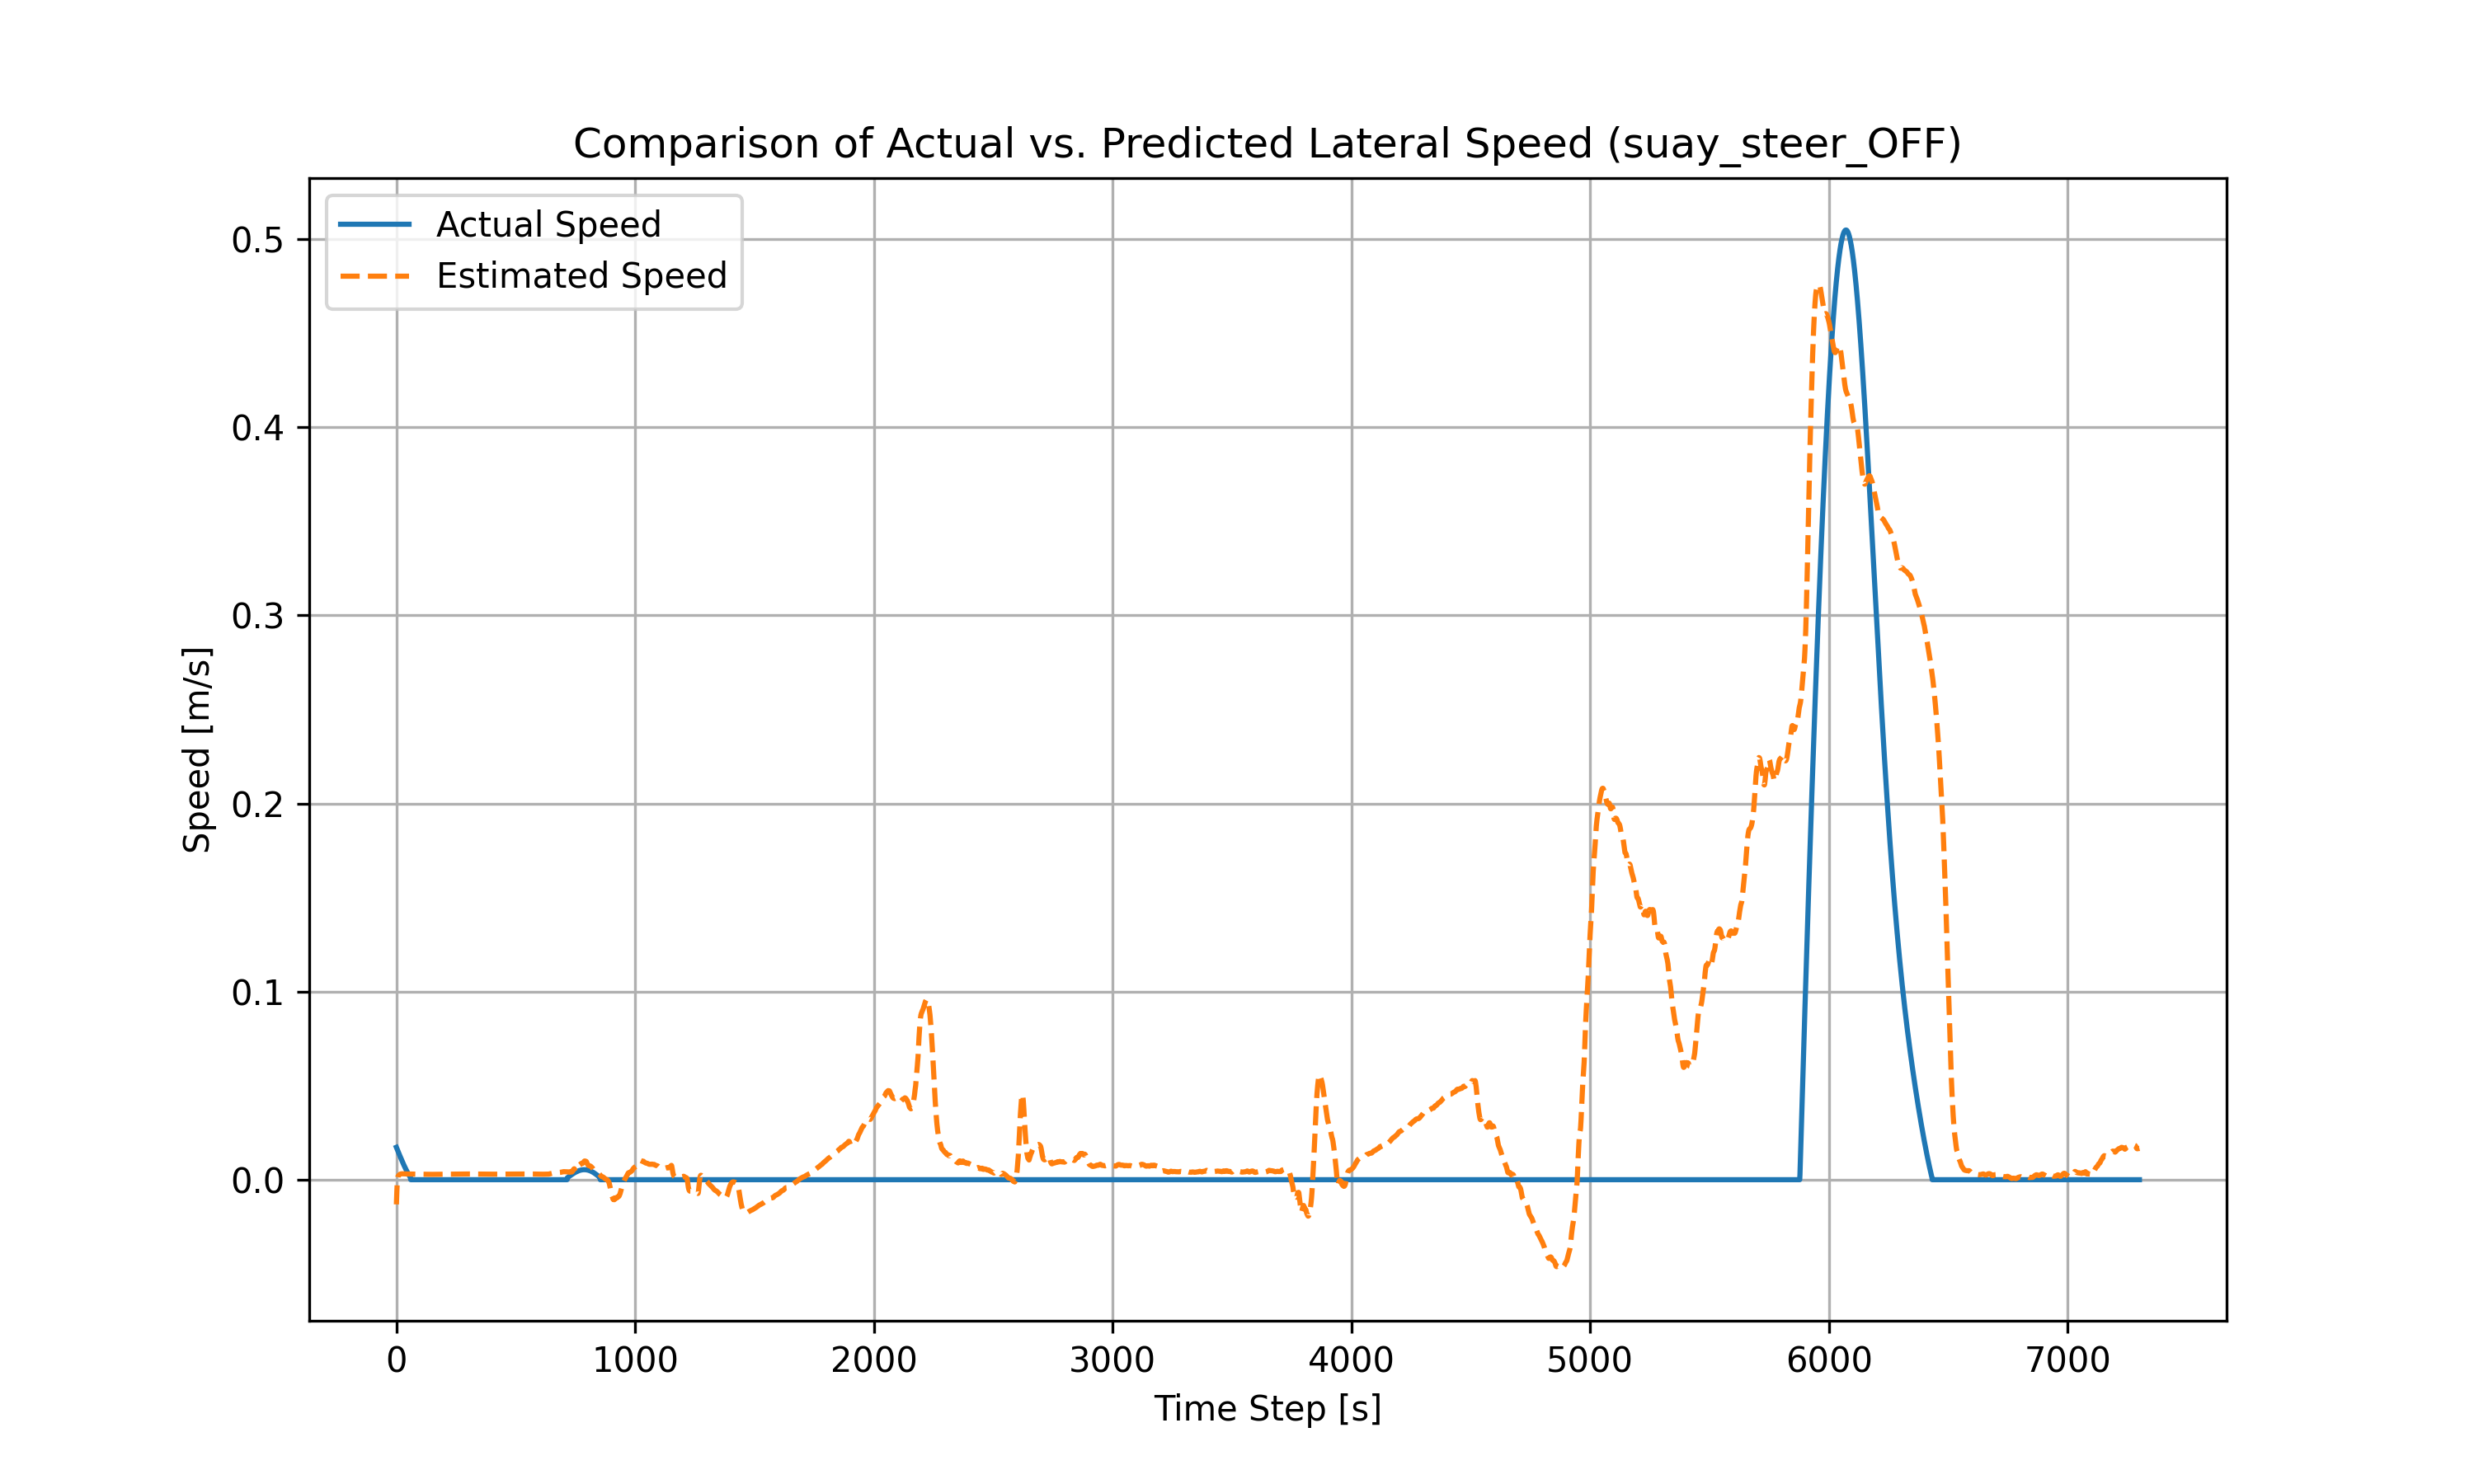 Comparison of Actual vs. Predicted Lateral Speed (suay_steer_OFF)
Actual Speed
Estimated Speed
0.5
0.4
0.3
0.2
0.1
0.0
Speed [m/s]
0 1000 2000 3000 4000 5000 6000 7000
Time Step [s]